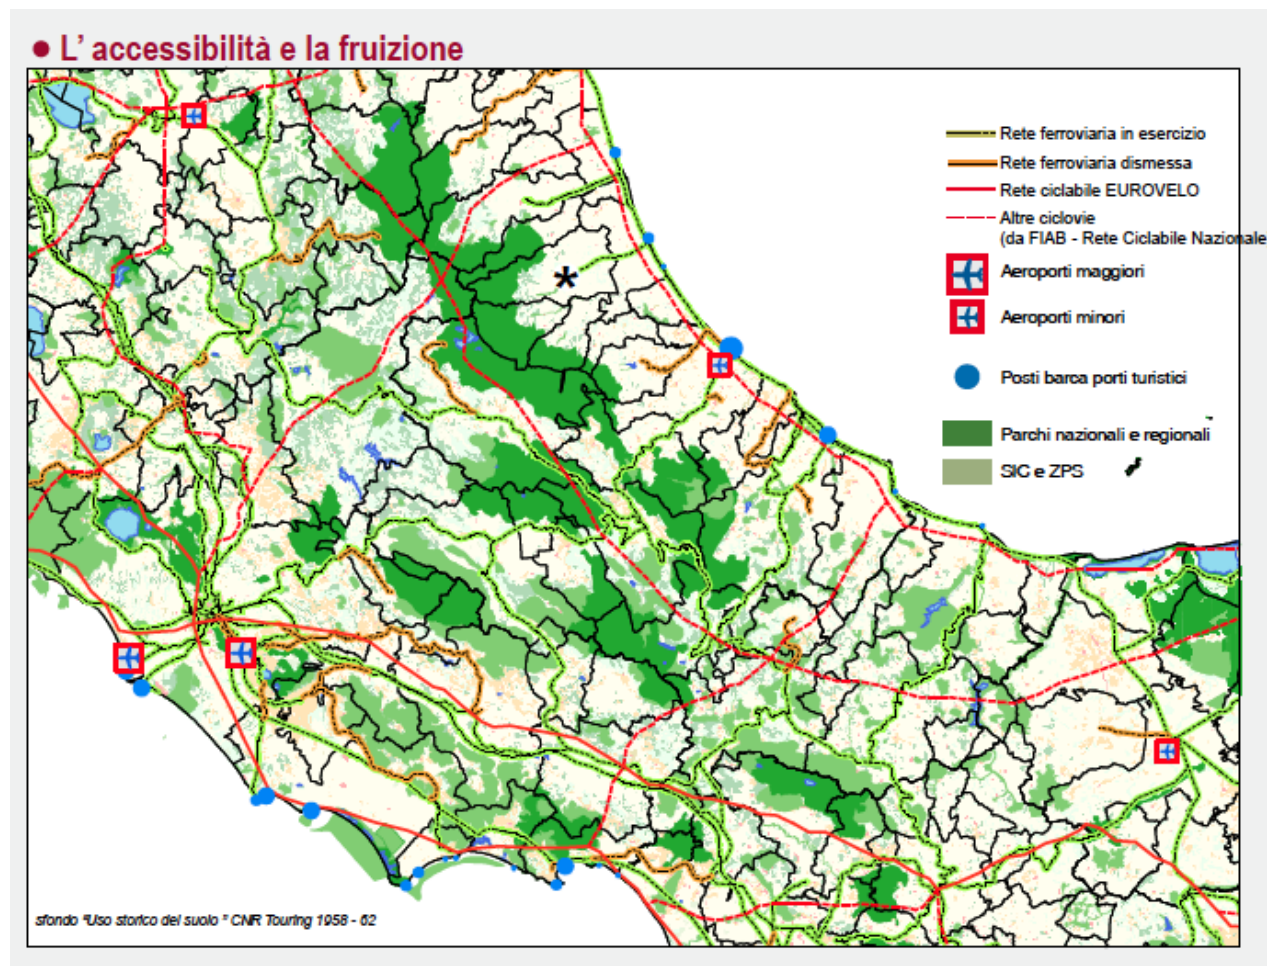 ● L' accessibilità e la fruizione
Rete ferroviaria in esercizio
Rete ferroviaria dismessa
Rete ciclabile EUROVELO
Altre ciclovie
(da FIAB - Rete Ciclabile Nazionale
Aeroporti maggiori
*
Aeroporti minori
Posti barca porti turistici
Parchi nazionali e regionali
SIC e ZPS
sfondo "Uso storico del suolo " CNR Touring 1958 - 62